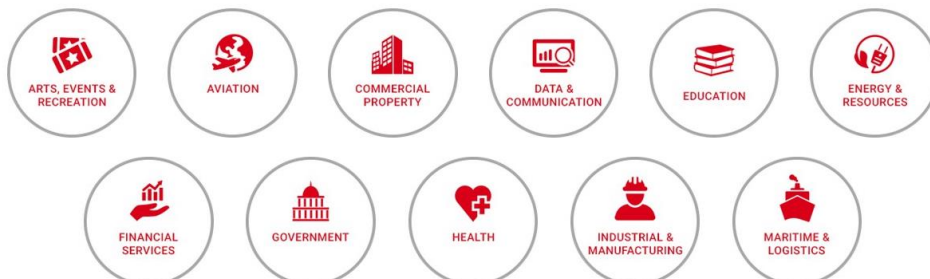 ARTS, EVENTS &
RECREATION
AVIATION
COMMERCIAL
PROPERTY
DATA &
COMMUNICATION
EDUCATION
ENERGY &
RESOURCES
FINANCIAL
SERVICES
GOVERNMENT
HEALTH
INDUSTRIAL &
MANUFACTURING
MARITIME &
LOGISTICS